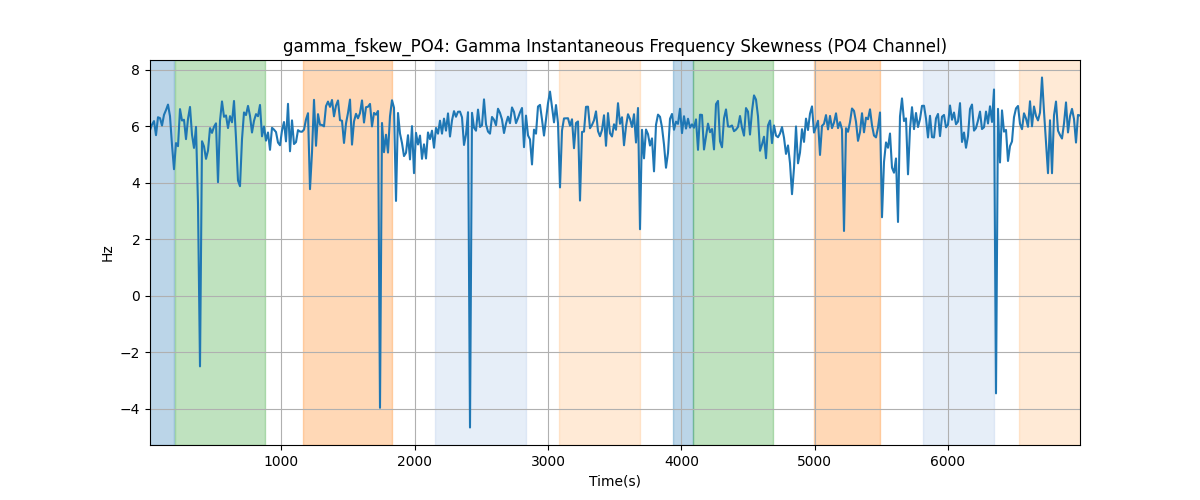 gamma_fskew_PO4: Gamma Instantaneous Frequency Skewness (PO4 Channel)
8
6
4
2
0
−2
−4
Hz
1000 2000 3000 4000 5000 6000
Time(s)